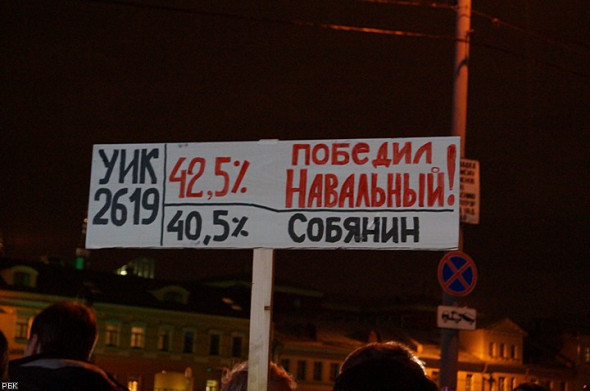 УИК
2619
42,5%
ПОБЕДИЛ
НАВАЛЬНЫЙ!
40,5%
СОБЯНИН
РБК